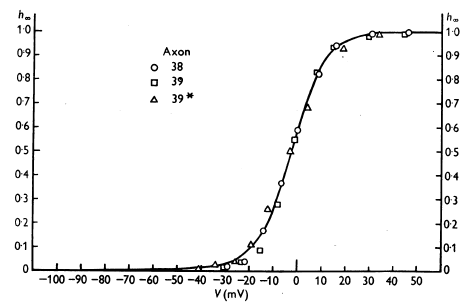 h∞ h∞
1·0 1·0
Axon
0·9 0·9
○ 38
0·8 0·8
□ 39
0·7 △ 39* 0·7
0·6 0·6
0·5 0·5
0·4 0·4
0·3 0·3
0·2 0·2
0·1 0·1
0 0
−100 −90 −80 −70 −60 −50 −40 −30 −20 −10 0 10 20 30 40 50
V (mV)